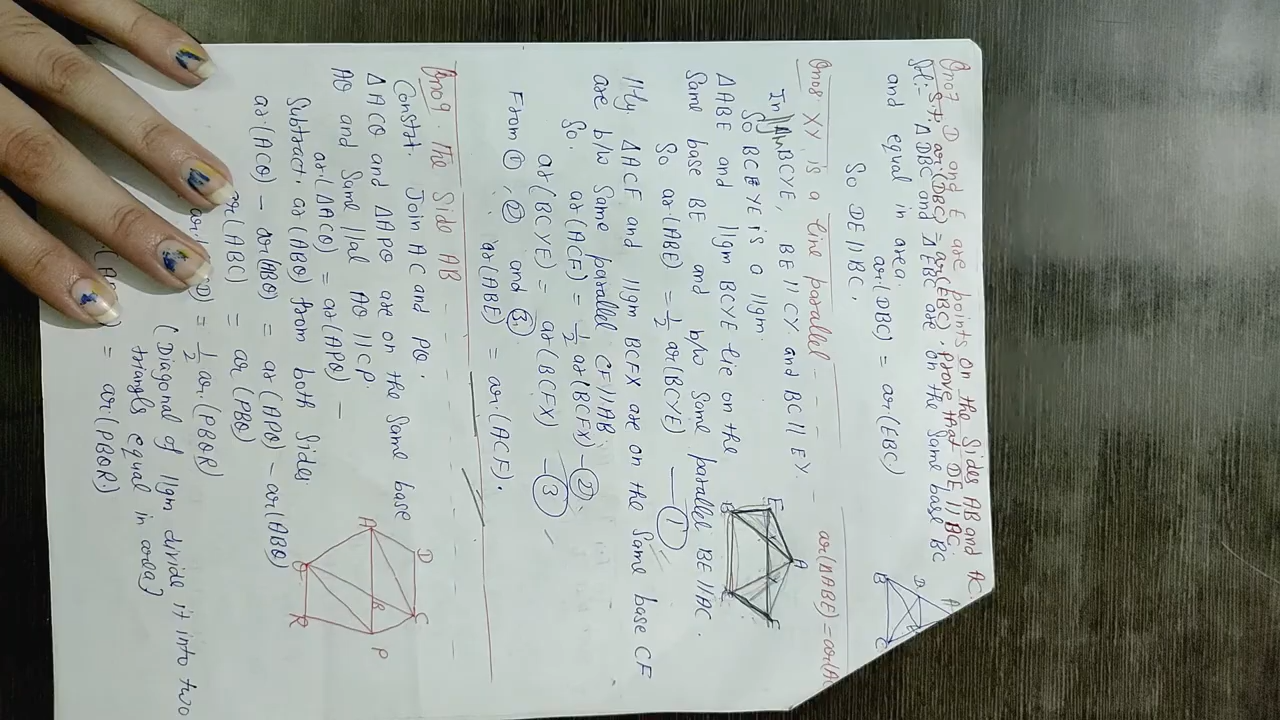 Qno7 D and E are points on the sides AB and AC.
S.T. ar(DBC) = ar(EBC). Prove that DE || BC.
Sol:- ΔDBC and ΔEBC are on the same base BC
and equal in area.
ar(DBC) = ar(EBC)
So DE || BC,
A
D
E
B
C
Qno8. XY is a line parallel - - - - ar(ΔABE) = ar(AC
In ||gm BCYE, BE || CY and BC || EY.
So BCYE is a ||gm.
ΔABE and ||gm BCYE lie on the
same base BE and b/w same parallel BE || AC.
So ar(ABE) = 1/2 ar(BCYE) — ①
E
A
B
F
||ly. ΔACF and ||gm BCFX are on the same base CF
are b/w same parallel CF || AB.
So. ar(ACF) = 1/2 ar(BCFX) - ②
ar(BCYE) = ar(BCFX) - ③
From ①, ② and ③.
ar(ABE) = ar.(ACF).
Qno9. The Side AB - - - - -
Constt. Join AC and PQ.
ΔACQ and ΔAPQ are on the same base
AQ and same ||al AQ || CP.
ar(ΔACQ) = ar(APQ) -
Subtract. ar(ABQ) from both sides.
ar(ACQ) - ar(ABQ) = ar(APQ) - ar(ABQ)
ar(ABC) = ar(PBQ)
D
C
A
B
P
Q
R
= 1/2 ar.(PBQR)
(Diagonal of ||gm divide it into two
triangles equal in area)
= ar(PBQR)